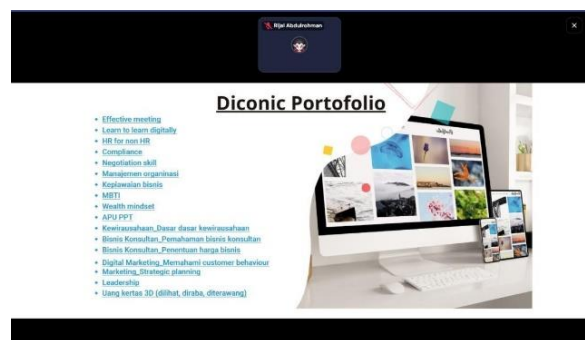 Rijal Abdulrohman
Diconic Portofolio
Effective meeting
Learn to learn digitally
HR for non HR
Compliance
Negotiation skill
Manajemen organinasi
Kepiawaian bisnis
MBTI
Wealth mindset
APU PPT
Kewirausahaan_Dasar dasar kewirausahaan
Bisnis Konsultan_Pemahaman bisnis konsultan
Bisnis Konsultan_Penentuan harga bisnis
Digital Marketing_Memahami customer behaviour
Marketing_Strategic planning
Leadership
Uang kertas 3D (dilihat, diraba, diterawang)